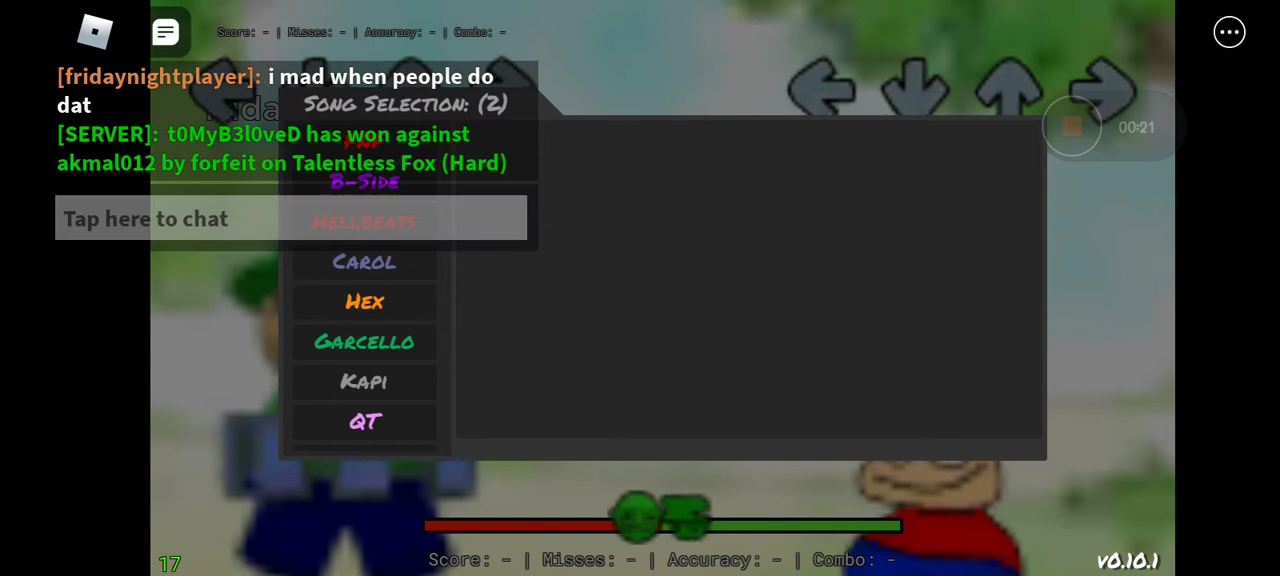 Score: - | Misses: - | Accuracy: - | Combo: -
[fridaynightplayer]: i mad when people do
dat
[SERVER]: t0MyB3l0veD has won against
akmal012 by forfeit on Talentless Fox (Hard)
Tap here to chat
Song Selection: (2)
FNF
B-Side
Hellbeats
Carol
Hex
Garcello
Kapi
QT
00:21
17
Score: - | Misses: - | Accuracy: - | Combo: -
v0.10.1